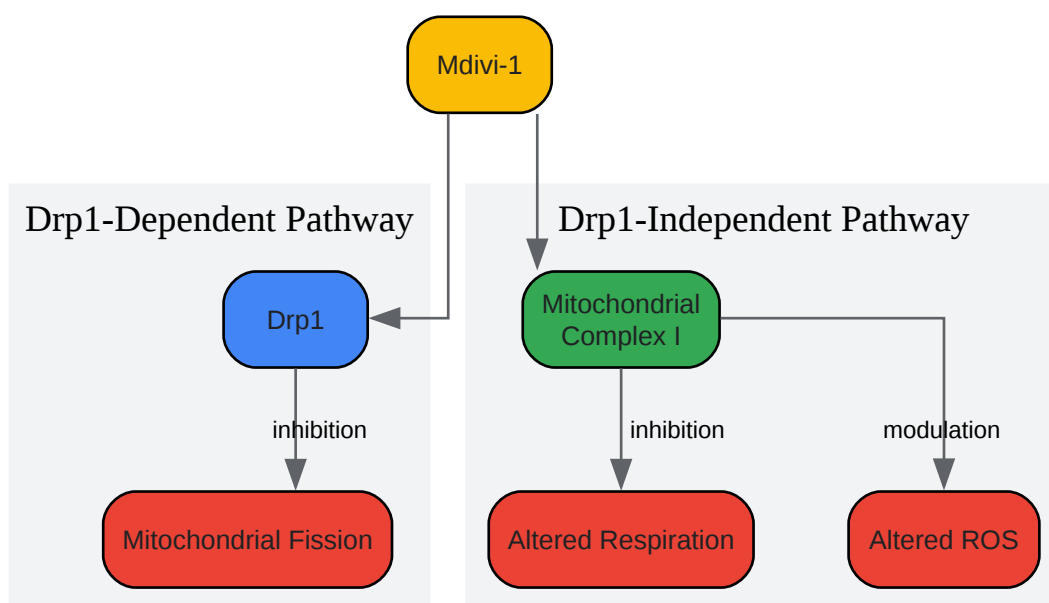 Mdivi-1
Drp1-Dependent Pathway
Drp1-Independent Pathway
Drp1
Mitochondrial
Complex I
inhibition
inhibition
modulation
Mitochondrial Fission
Altered Respiration
Altered ROS